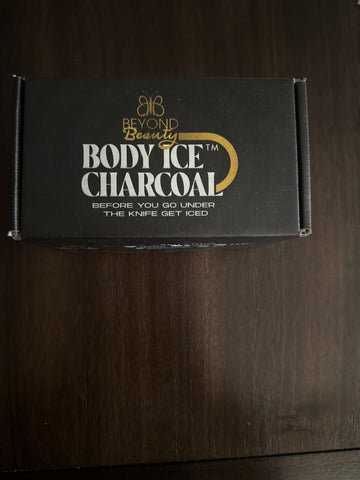 BEYOND
Beauty
BODY ICE™
CHARCOAL
BEFORE YOU GO UNDER
THE KNIFE GET ICED